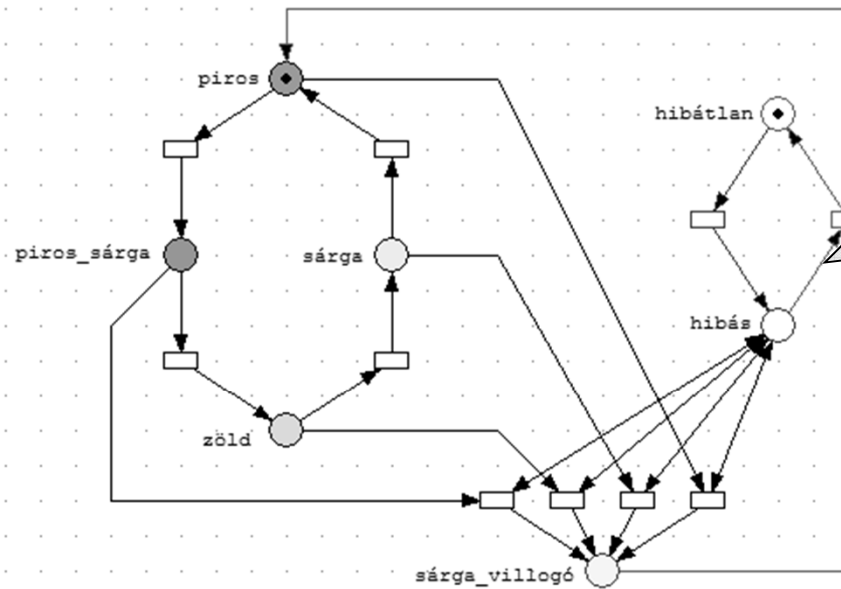 piros
hibátlan
piros_sárga
sárga
hibás
zöld
sárga_villogó